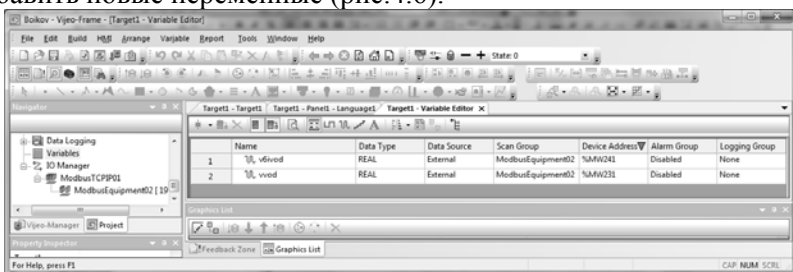 бавить новые переменные (рис.4.6).
Boikov - Vijeo-Frame - [Target1 - Variable Editor]
File Edit Build HMI Arrange Variable Report Tools Window Help
State: 0
Navigator
Target1 - Target1 Target1 - Panel1 - Language1 Target1 - Variable Editor
Data Logging
Variables
IO Manager
ModbusTCPIP01
ModbusEquipment02 [19
Name Data Type Data Source Scan Group Device Address Alarm Group Logging Group
1 v6ivod REAL External ModbusEquipment02 %MW241 Disabled None
2 vvod REAL External ModbusEquipment02 %MW231 Disabled None
Vijeo-Manager Project
Graphics List
Property Inspector
Feedback Zone Graphics List
For Help, press F1
CAP NUM SCRL